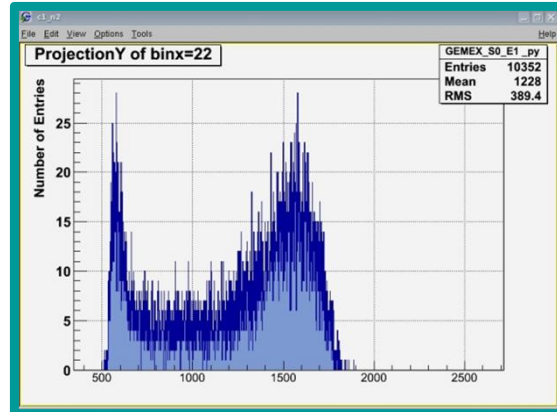 c1_n2
File Edit View Options Tools Help
ProjectionY of binx=22
GEMEX_S0_E1 _py
Entries 10352
Mean 1228
RMS 389.4
Number of Entries
25
20
15
10
5
0
500 1000 1500 2000 2500